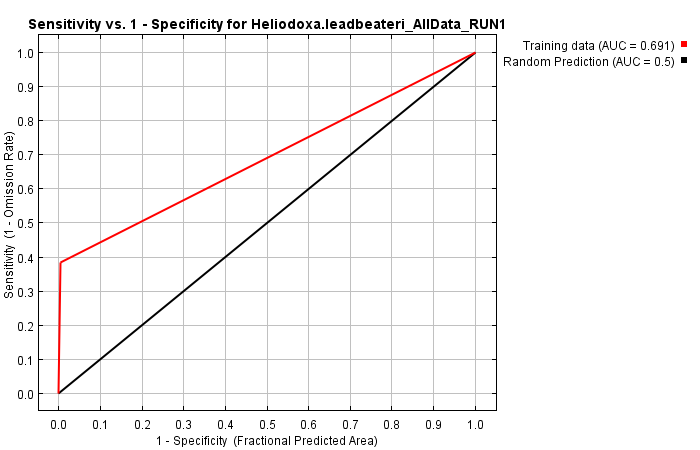 Sensitivity vs. 1 - Specificity for Heliodoxa.leadbeateri_AllData_RUN1
Training data (AUC = 0.691)
Random Prediction (AUC = 0.5)
Sensitivity (1 - Omission Rate)
1.0
0.9
0.8
0.7
0.6
0.5
0.4
0.3
0.2
0.1
0.0
0.0 0.1 0.2 0.3 0.4 0.5 0.6 0.7 0.8 0.9 1.0
1 - Specificity (Fractional Predicted Area)